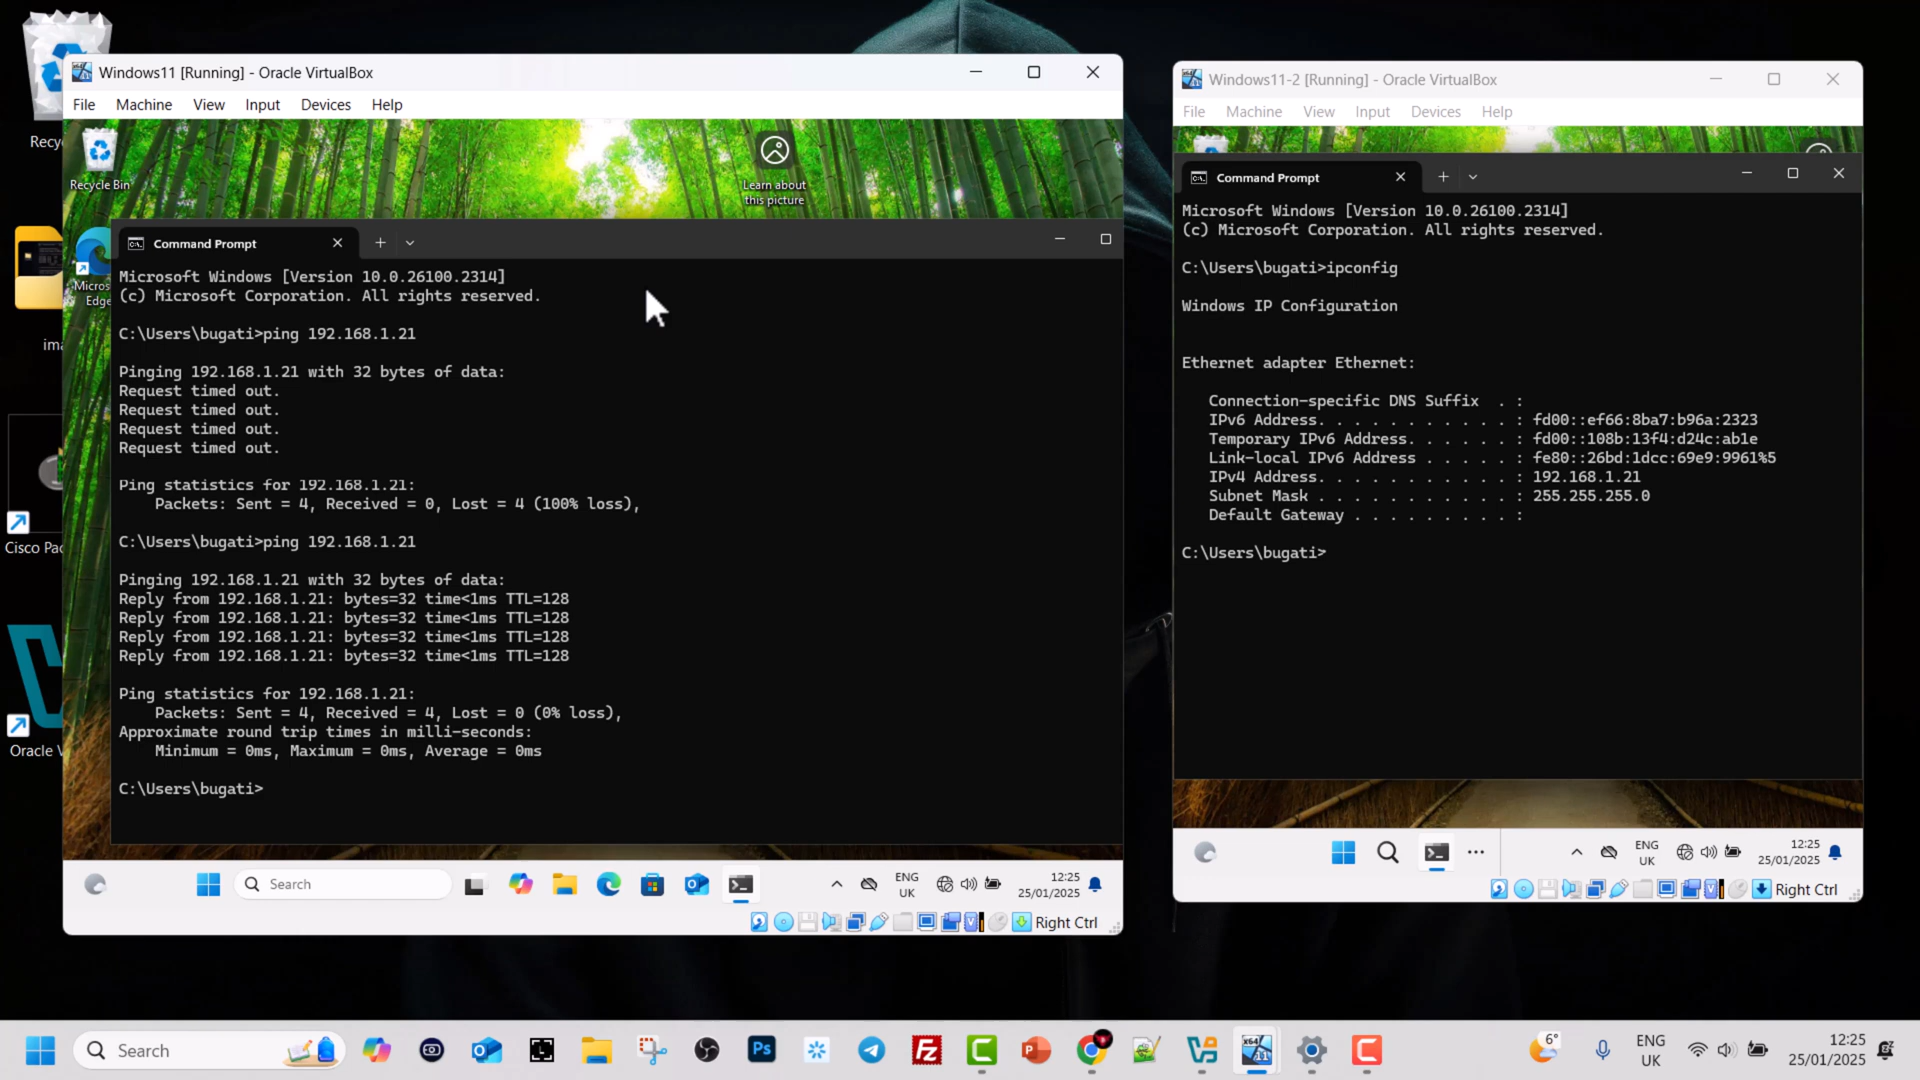 Recy
ima
Cisco Pac
Oracle V
Windows11 [Running] - Oracle VirtualBox
File Machine View Input Devices Help
Recycle Bin
Learn about
this picture
Micros
Edge
Command Prompt
Microsoft Windows [Version 10.0.26100.2314]
(c) Microsoft Corporation. All rights reserved.
C:\Users\bugati>ping 192.168.1.21
Pinging 192.168.1.21 with 32 bytes of data:
Request timed out.
Request timed out.
Request timed out.
Request timed out.
Ping statistics for 192.168.1.21:
Packets: Sent = 4, Received = 0, Lost = 4 (100% loss),
C:\Users\bugati>ping 192.168.1.21
Pinging 192.168.1.21 with 32 bytes of data:
Reply from 192.168.1.21: bytes=32 time<1ms TTL=128
Reply from 192.168.1.21: bytes=32 time<1ms TTL=128
Reply from 192.168.1.21: bytes=32 time<1ms TTL=128
Reply from 192.168.1.21: bytes=32 time<1ms TTL=128
Ping statistics for 192.168.1.21:
Packets: Sent = 4, Received = 4, Lost = 0 (0% loss),
Approximate round trip times in milli-seconds:
Minimum = 0ms, Maximum = 0ms, Average = 0ms
C:\Users\bugati>
Search
ENG
UK
12:25
25/01/2025
Right Ctrl
Windows11-2 [Running] - Oracle VirtualBox
File Machine View Input Devices Help
Command Prompt
Microsoft Windows [Version 10.0.26100.2314]
(c) Microsoft Corporation. All rights reserved.
C:\Users\bugati>ipconfig
Windows IP Configuration
Ethernet adapter Ethernet:
Connection-specific DNS Suffix . :
IPv6 Address. . . . . . . . . . . : fd00::ef66:8ba7:b96a:2323
Temporary IPv6 Address. . . . . . : fd00::108b:13f4:d24c:ab1e
Link-local IPv6 Address . . . . . : fe80::26bd:1dcc:69e9:9961%5
IPv4 Address. . . . . . . . . . . : 192.168.1.21
Subnet Mask . . . . . . . . . . . : 255.255.255.0
Default Gateway . . . . . . . . . :
C:\Users\bugati>
ENG
UK
12:25
25/01/2025
Right Ctrl
Search
Ps
6°
ENG
UK
12:25
25/01/2025